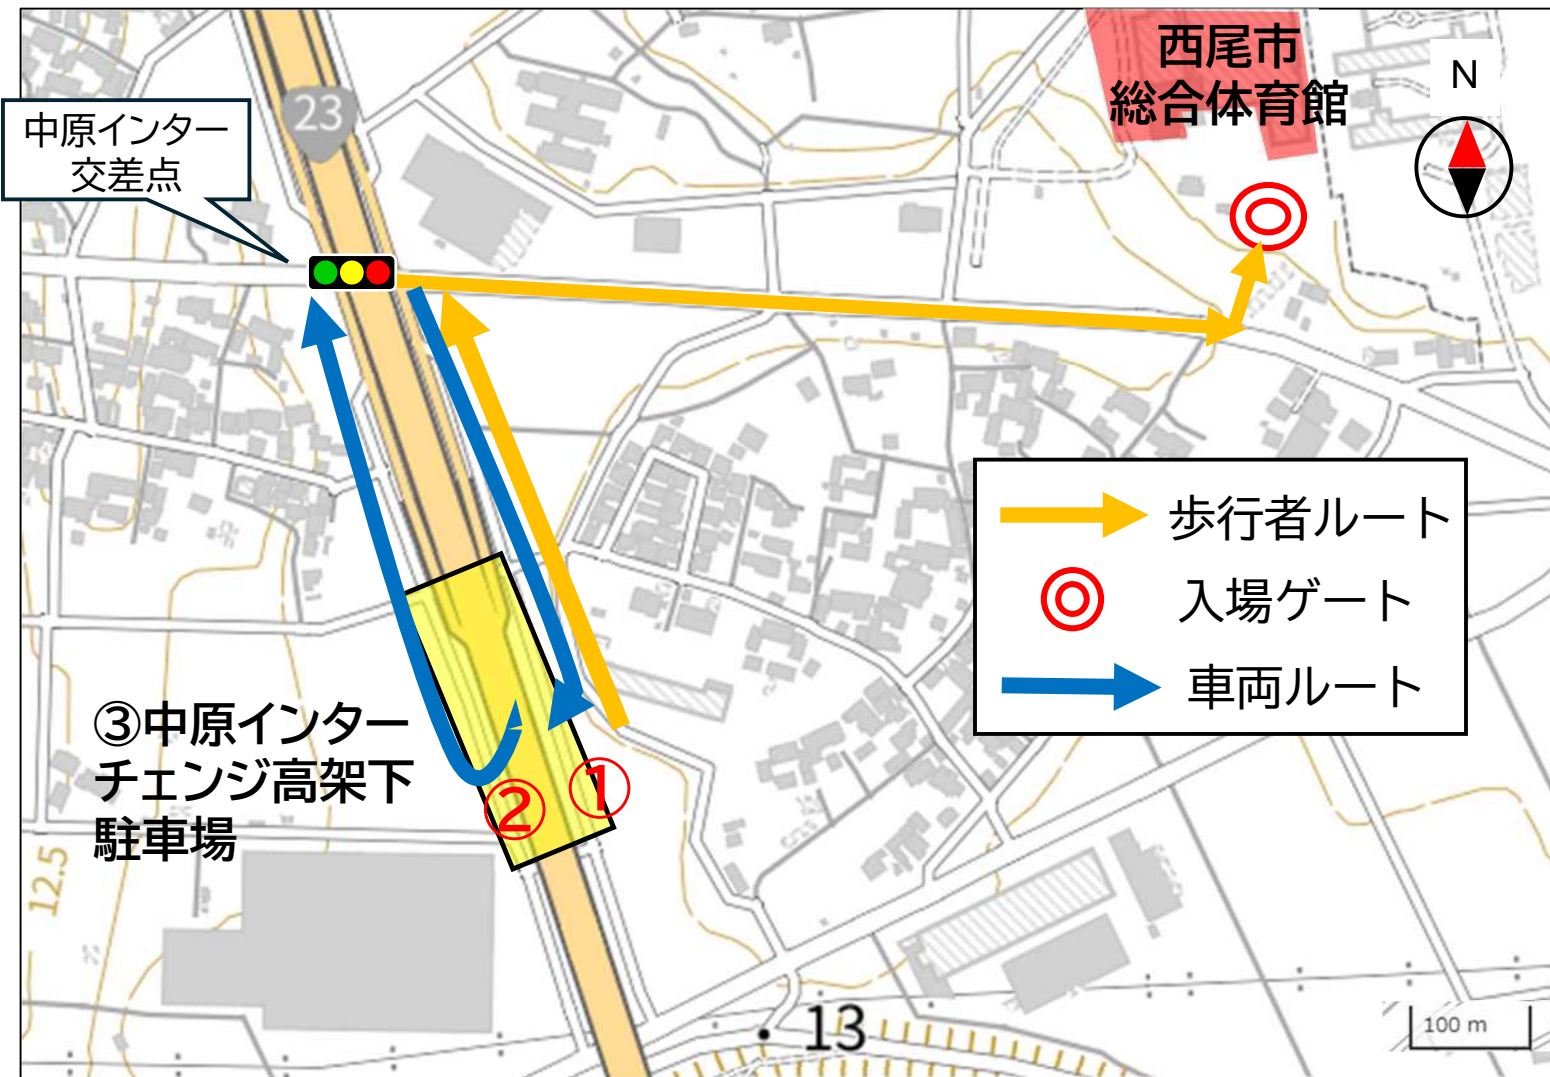 西尾市
総合体育館
N
23
中原インター
交差点
歩行者ルート
入場ゲート
車両ルート
③中原インター
チェンジ高架下
駐車場
①
②
12.5
13
100 m